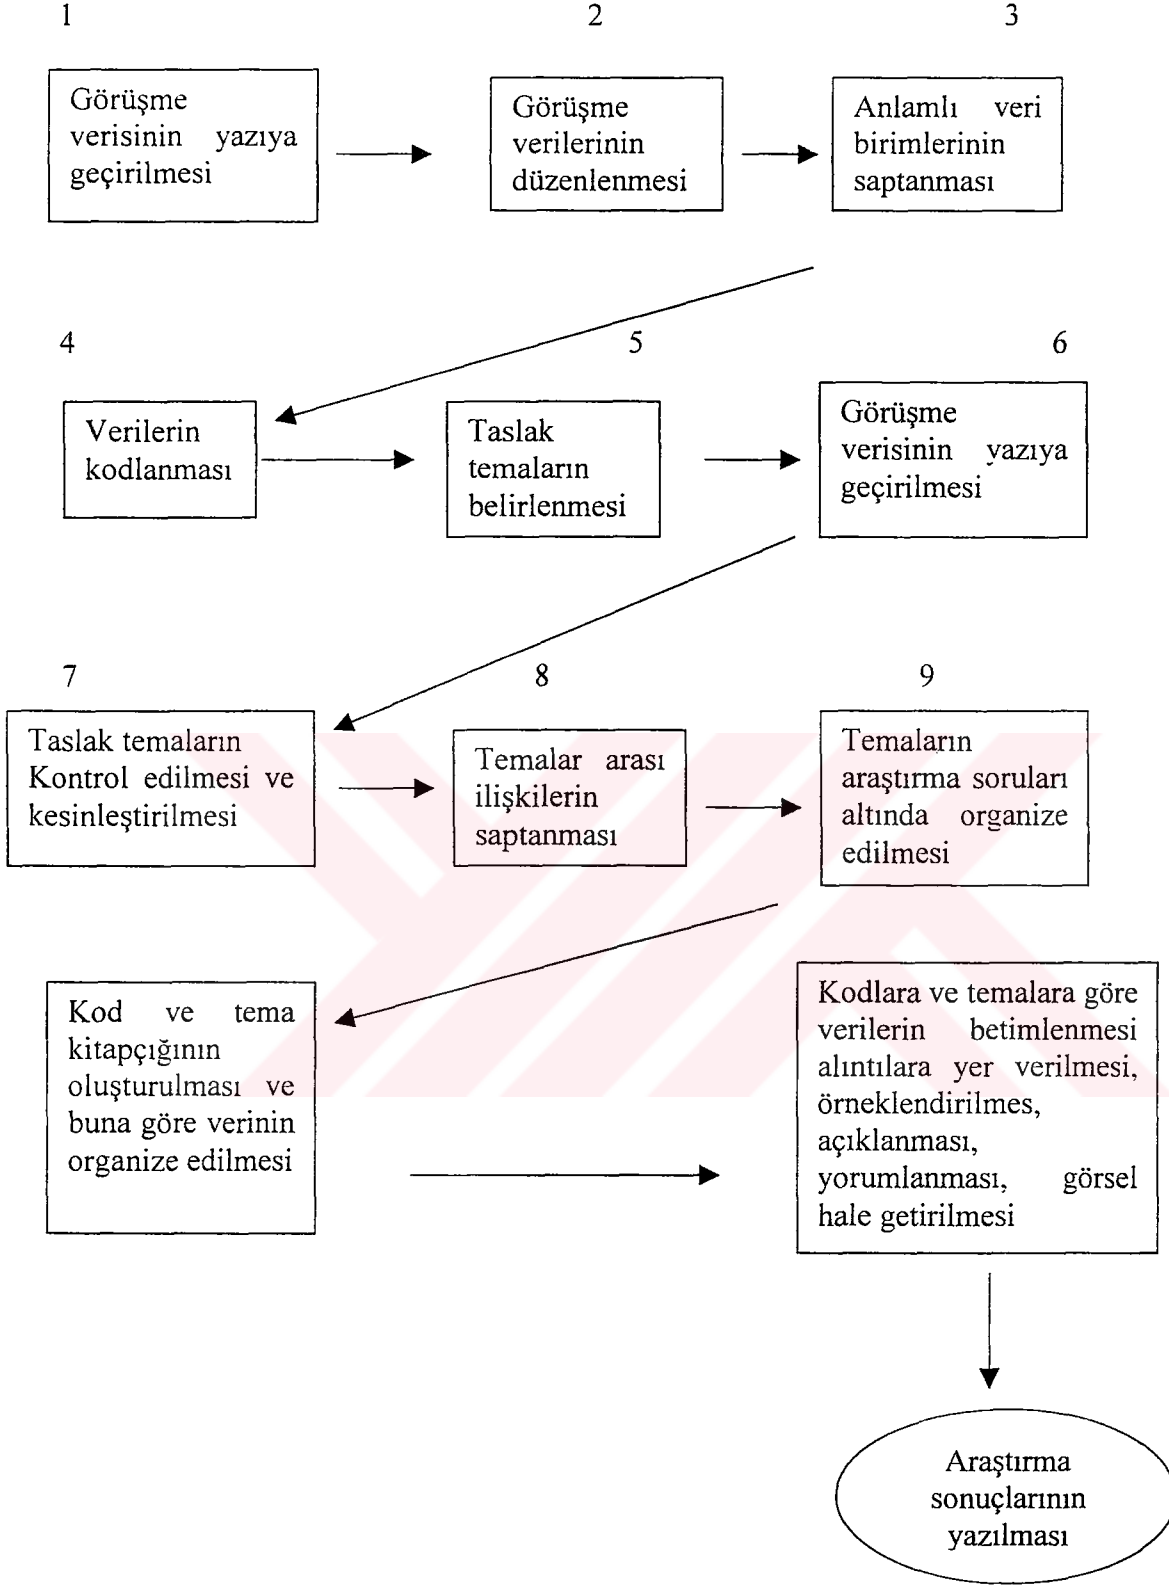 1 2 3
Görüşme
verisinin yazıya
geçirilmesi
Görüşme
verilerinin
düzenlenmesi
Anlamlı veri
birimlerinin
saptanması
4 5 6
Verilerin
kodlanması
Taslak
temaların
belirlenmesi
Görüşme
verisinin yazıya
geçirilmesi
7 8 9
Taslak temaların
Kontrol edilmesi ve
kesinleştirilmesi
Temalar arası
ilişkilerin
saptanması
Temaların
araştırma soruları
altında organize
edilmesi
Kod ve tema
kitapçığının
oluşturulması ve
buna göre verinin
organize edilmesi
Kodlara ve temalara göre
verilerin betimlenmesi
alıntılara yer verilmesi,
örneklendirilmes,
açıklanması,
yorumlanması, görsel
hale getirilmesi
Araştırma
sonuçlarının
yazılması